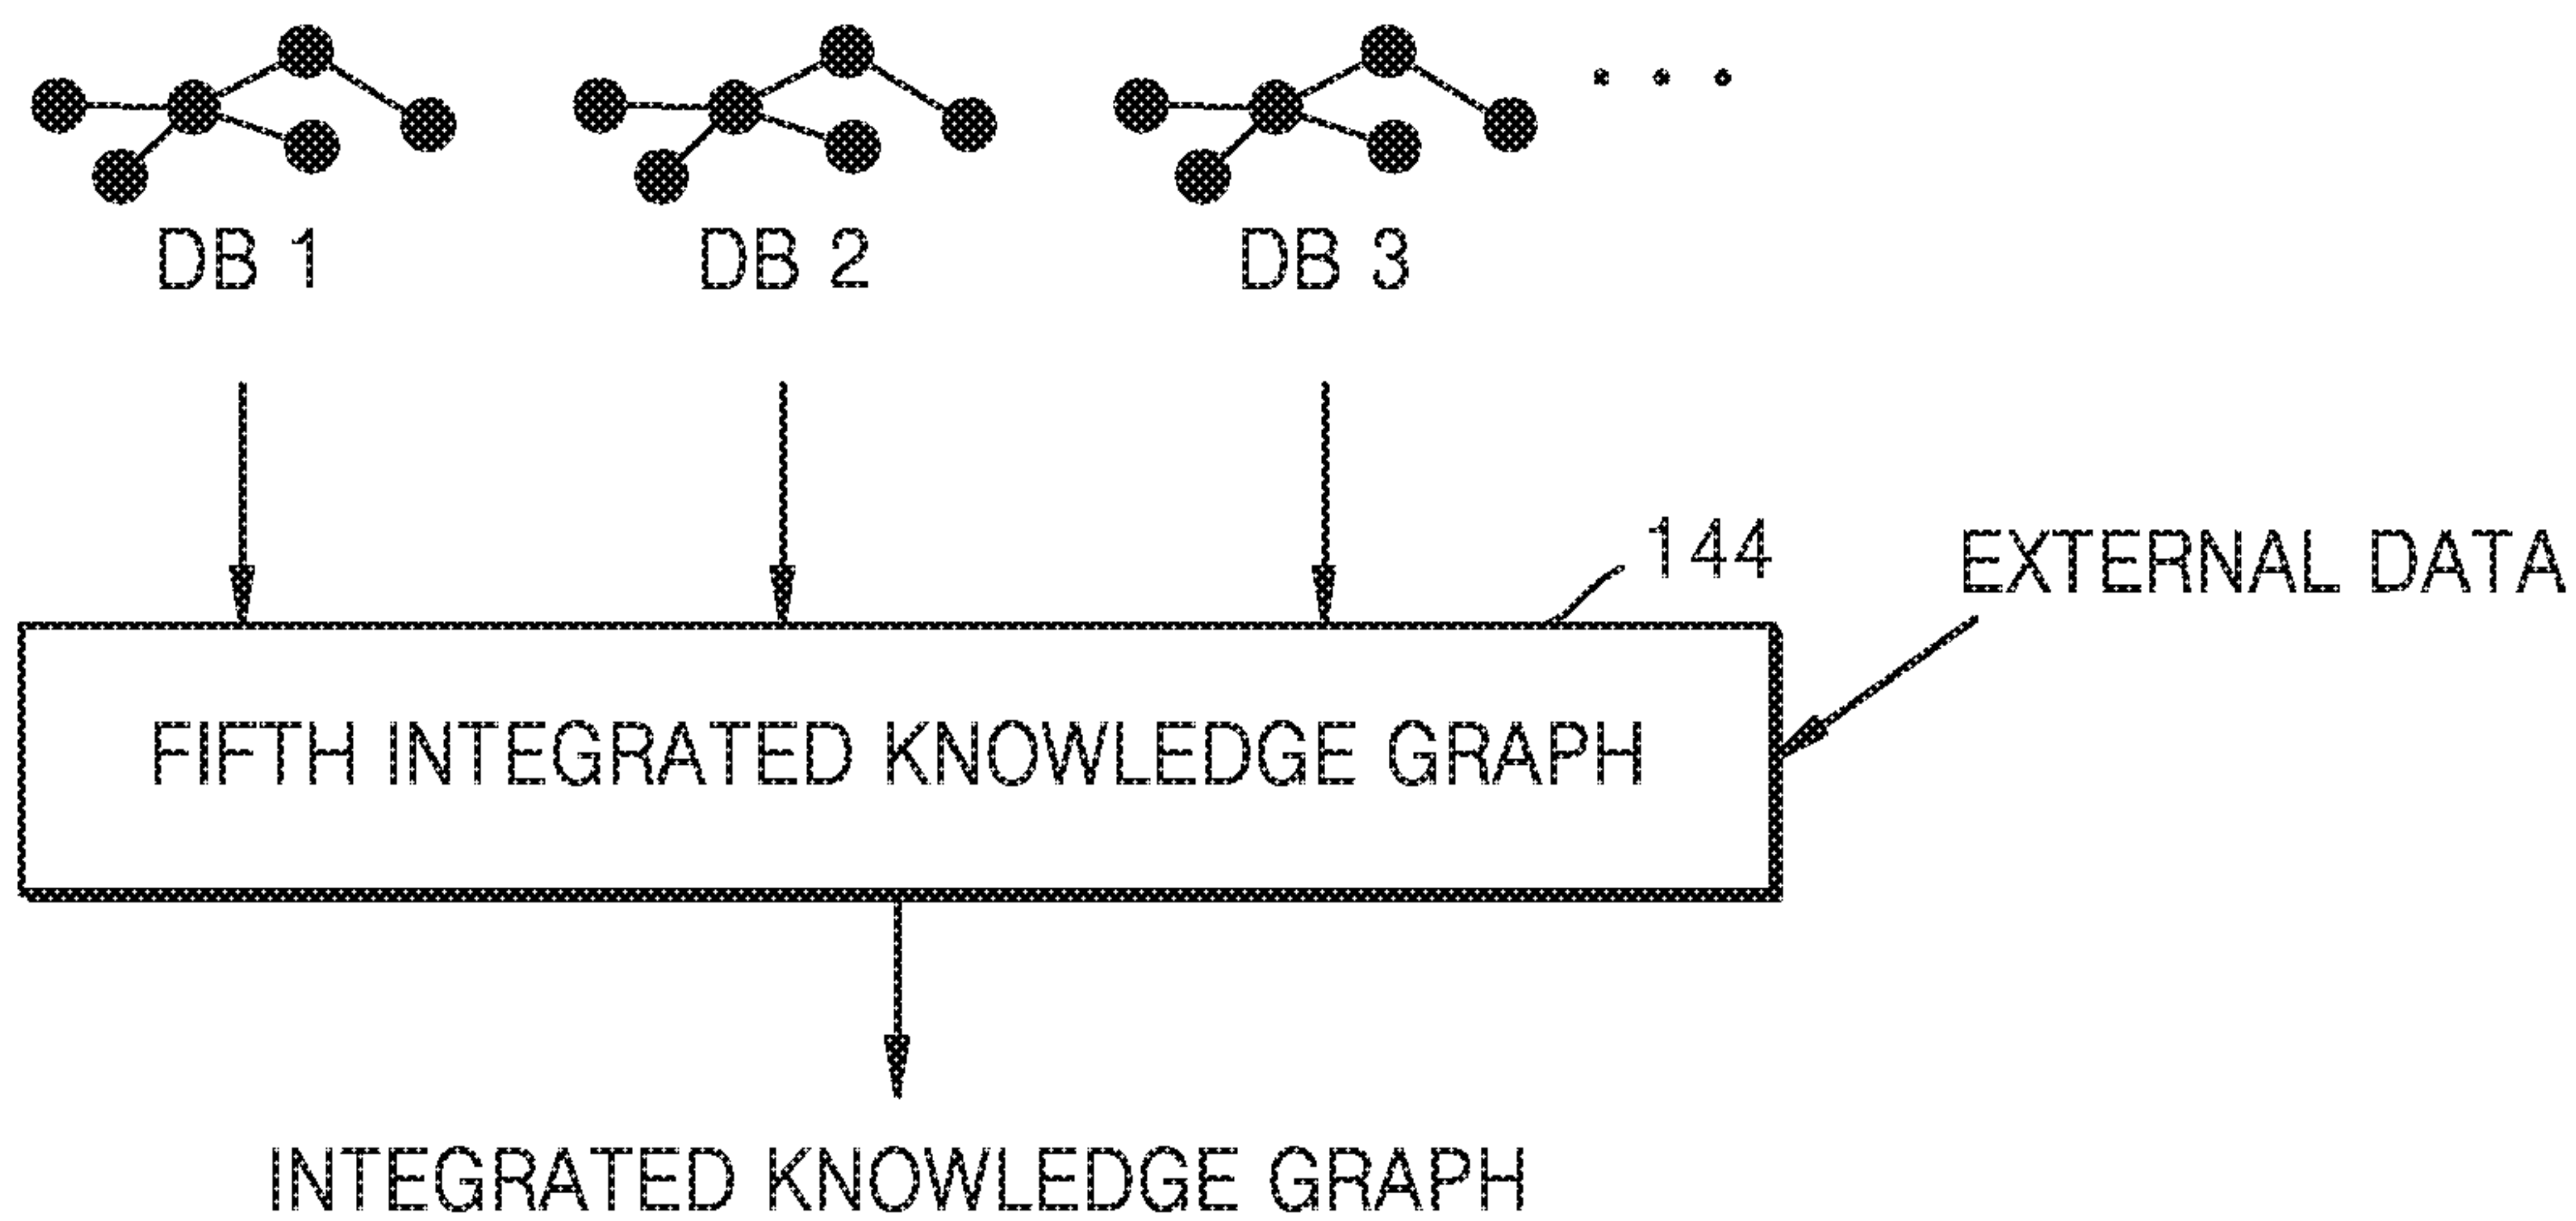 DB 1
DB 2
DB 3
144
EXTERNAL DATA
FIFTH INTEGRATED KNOWLEDGE GRAPH
INTEGRATED KNOWLEDGE GRAPH